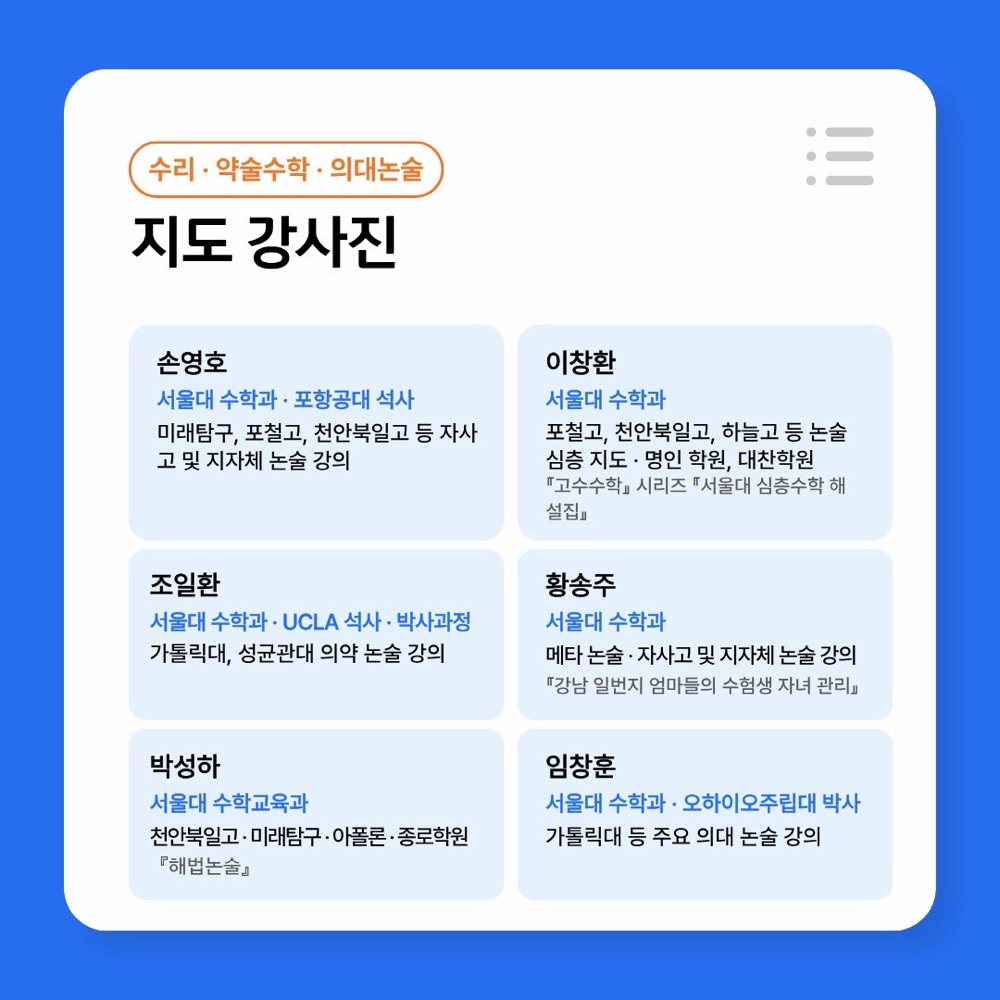 수리 · 약술수학 · 의대논술
지도 강사진
손영호
서울대 수학과 · 포항공대 석사
미래탐구, 포철고, 천안북일고 등 자사
고 및 지자체 논술 강의
이창환
서울대 수학과
포철고, 천안북일고, 하늘고 등 논술
심층 지도 · 명인 학원, 대찬학원
『고수수학』 시리즈 『서울대 심층수학 해
설집』
조일환
서울대 수학과 · UCLA 석사 · 박사과정
가톨릭대, 성균관대 의약 논술 강의
황송주
서울대 수학과
메타 논술 · 자사고 및 지자체 논술 강의
『강남 일번지 엄마들의 수험생 자녀 관리』
박성하
서울대 수학교육과
천안북일고 · 미래탐구 · 아폴론 · 종로학원
『해법논술』
임창훈
서울대 수학과 · 오하이오주립대 박사
가톨릭대 등 주요 의대 논술 강의